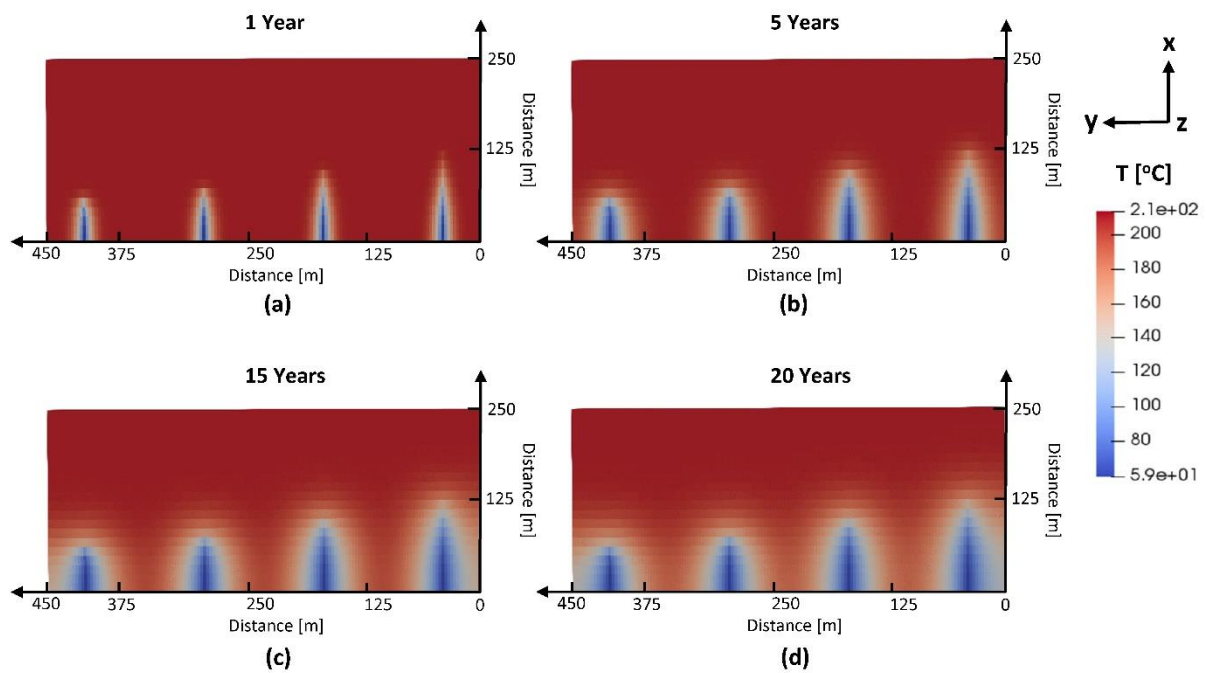 1 Year
250
125
Distance
[m]
450 375 250 125 0
Distance [m]
(a)
5 Years
250
125
Distance
[m]
450 375 250 125 0
Distance [m]
(b)
x
y z
T [°C]
2.1e+02
200
180
160
140
120
100
80
5.9e+01
15 Years
250
125
Distance
[m]
450 375 250 125 0
Distance [m]
(c)
20 Years
250
125
Distance
[m]
450 375 250 125 0
Distance [m]
(d)